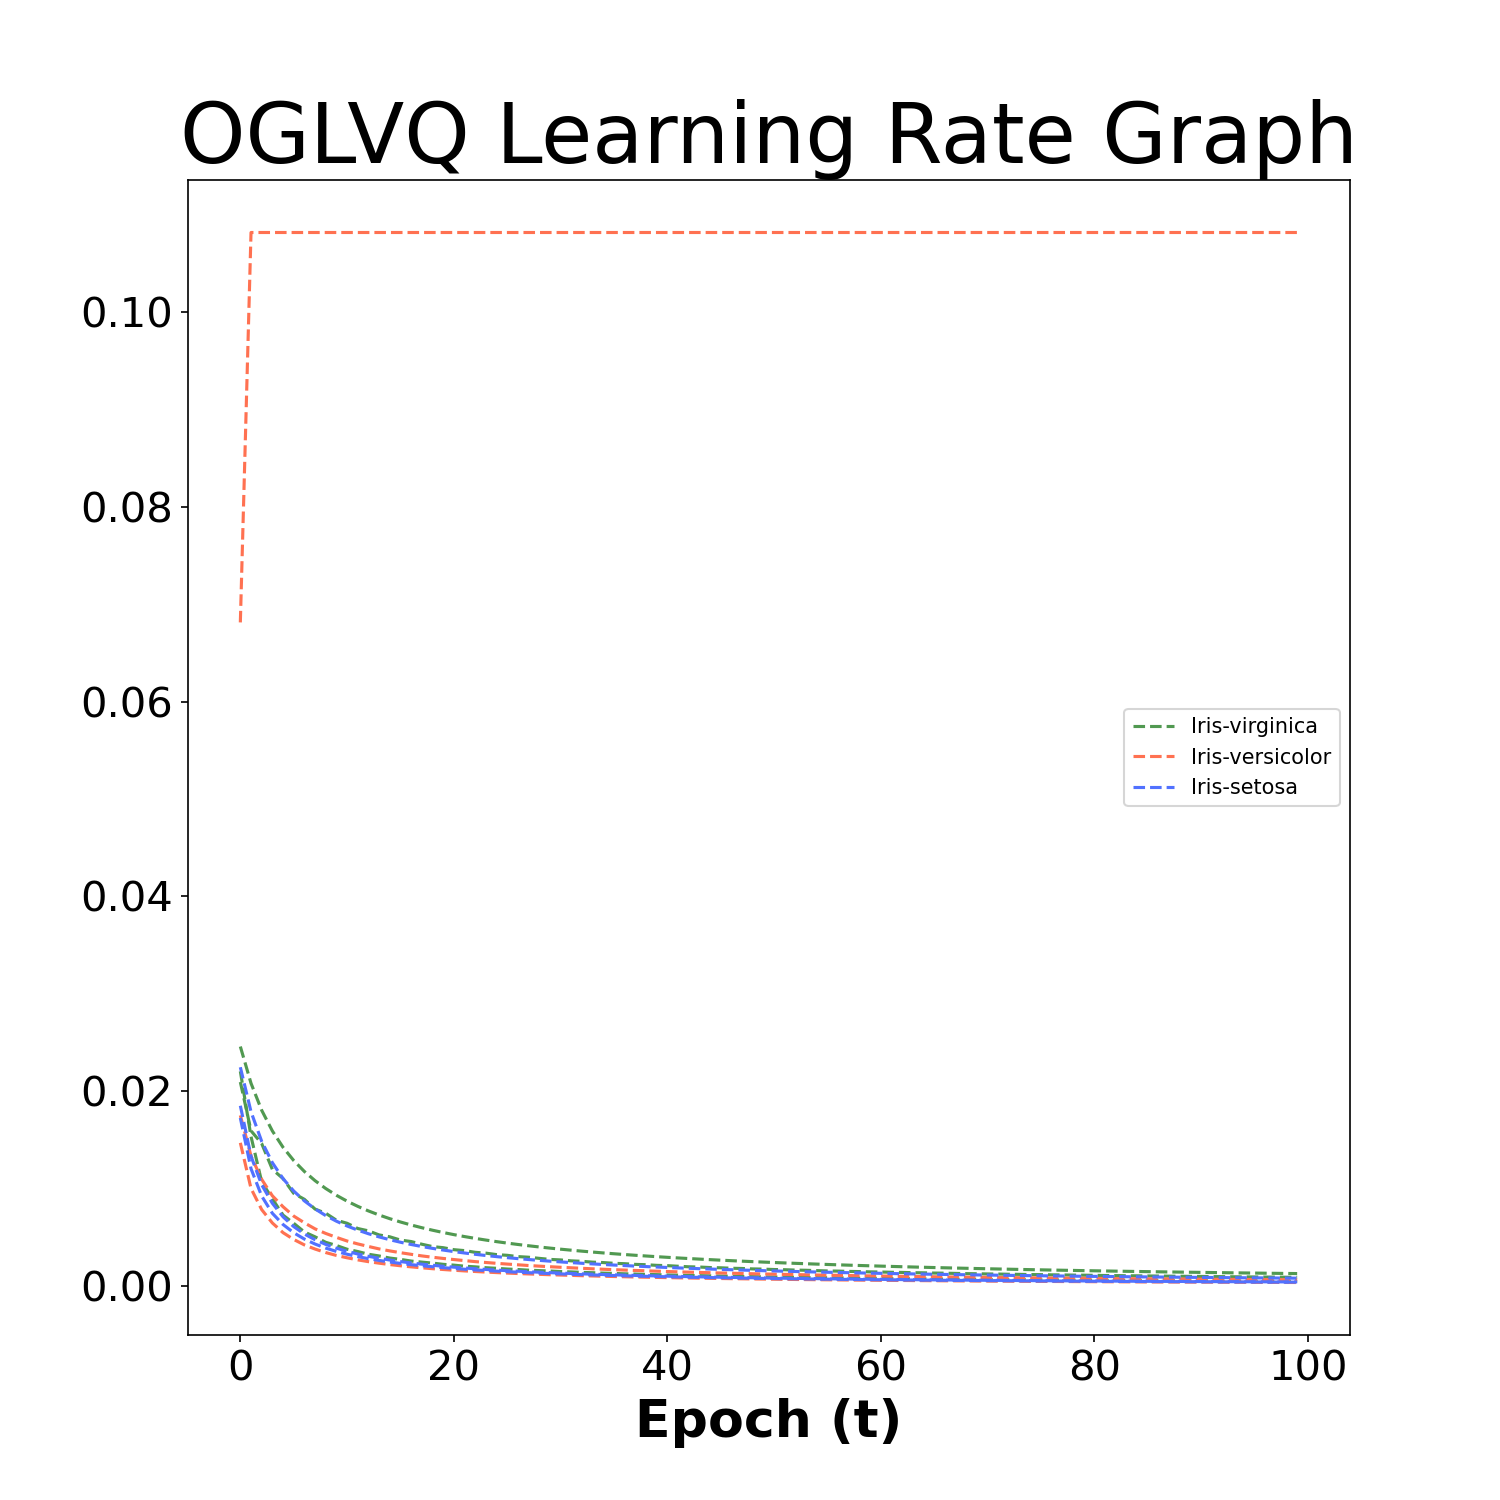 OGLVQ Learning Rate Graph
0.10
0.08
0.06
0.04
0.02
0.00
Iris-virginica
Iris-versicolor
Iris-setosa
0 20 40 60 80 100
Epoch (t)